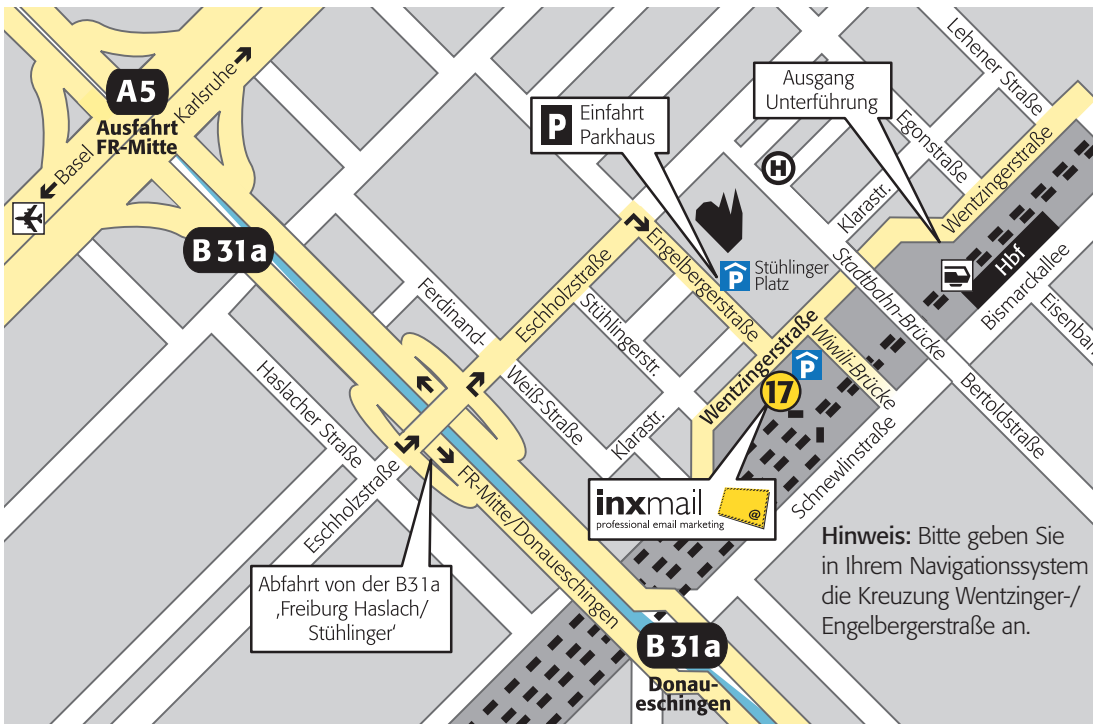 A5
Ausfahrt
FR-Mitte
Karlsruhe
Basel
B 31a
P Einfahrt
Parkhaus
Ausgang
Unterführung
Lehener Straße
Egonstraße
Wentzingerstraße
H
Klarastr.
Hbf
Stadtbahn-Brücke
Bismarckallee
Eisenbah
Engelbergerstraße
P
Stühlinger
Platz
Eschholzstraße
Ferdinand-
Weiß-Straße
Stühlingerstr.
Wentzingerstraße
P
17
Wiwili-Brücke
Bertoldstraße
Klarastr.
Schnewlinstraße
Haslacher Straße
Eschholzstraße
FR-Mitte/Donaueschingen
inxmail
professional email marketing
@
Abfahrt von der B31a
‚Freiburg Haslach/
Stühlinger‘
B 31a
Donau-
eschingen
Hinweis: Bitte geben Sie
in Ihrem Navigationssystem
die Kreuzung Wentzinger-/
Engelbergerstraße an.